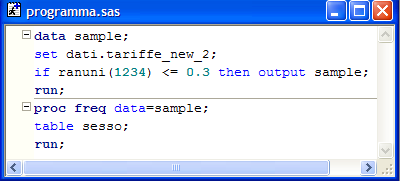 programma.sas
data sample;
set dati.tariffe_new_2;
if ranuni(1234) <= 0.3 then output sample;
run;
proc freq data=sample;
table sesso;
run;